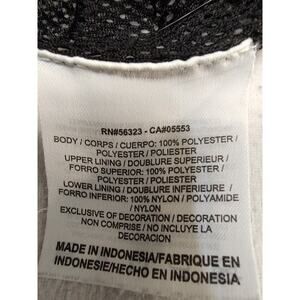 RN#56323 - CA#05553
BODY / CORPS / CUERPO: 100% POLYESTER /
POLYESTER / POLIESTER
UPPER LINING / DOUBLURE SUPERIEUR /
FORRO SUPERIOR: 100% POLYESTER /
POLYESTER / POLIESTER
LOWER LINING / DOUBLURE INFERIEURE /
FORRO INFERIOR: 100% NYLON / POLYAMIDE
/ NYLON
EXCLUSIVE OF DECORATION / DECORATION
NON COMPRISE / NO INCLUYE LA
DECORACION
MADE IN INDONESIA/FABRIQUE EN
INDONESIE/HECHO EN INDONESIA